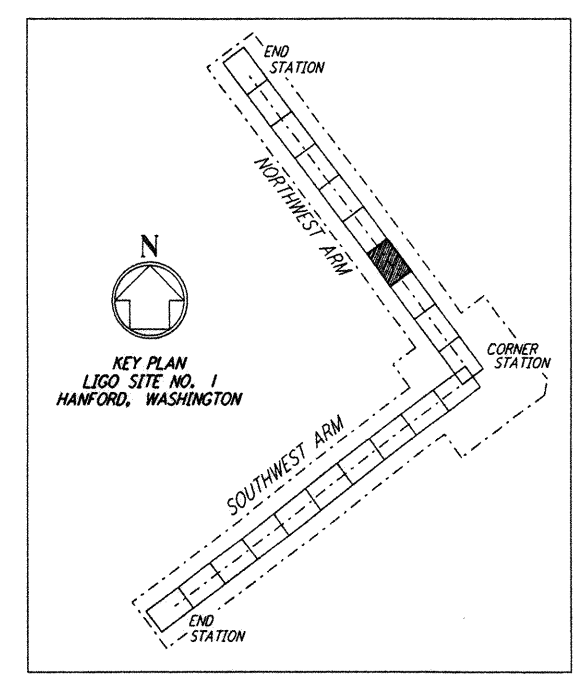 END
STATION
NORTHWEST ARM
N
KEY PLAN
LIGO SITE NO. 1
HANFORD, WASHINGTON
CORNER
STATION
SOUTHWEST ARM
END
STATION